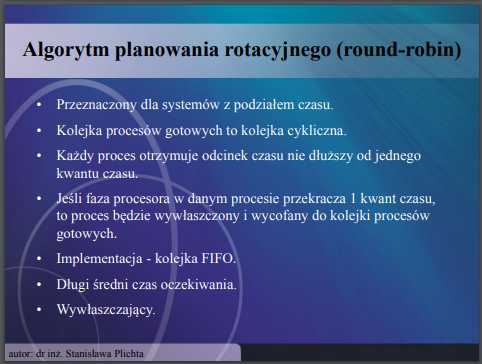 Algorytm planowania rotacyjnego (round-robin)
• Przeznaczony dla systemów z podziałem czasu.
• Kolejka procesów gotowych to kolejka cykliczna.
• Każdy proces otrzymuje odcinek czasu nie dłuższy od jednego
kwantu czasu.
• Jeśli faza procesora w danym procesie przekracza 1 kwant czasu,
to proces będzie wywłaszczony i wycofany do kolejki procesów
gotowych.
• Implementacja - kolejka FIFO.
• Długi średni czas oczekiwania.
• Wywłaszczający.
autor: dr inż. Stanisława Plichta